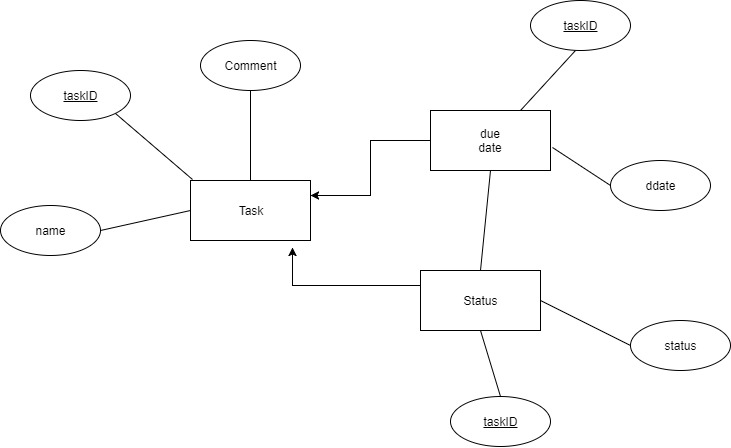 taskID
Comment
taskID
due
date
ddate
Task
name
Status
status
taskID